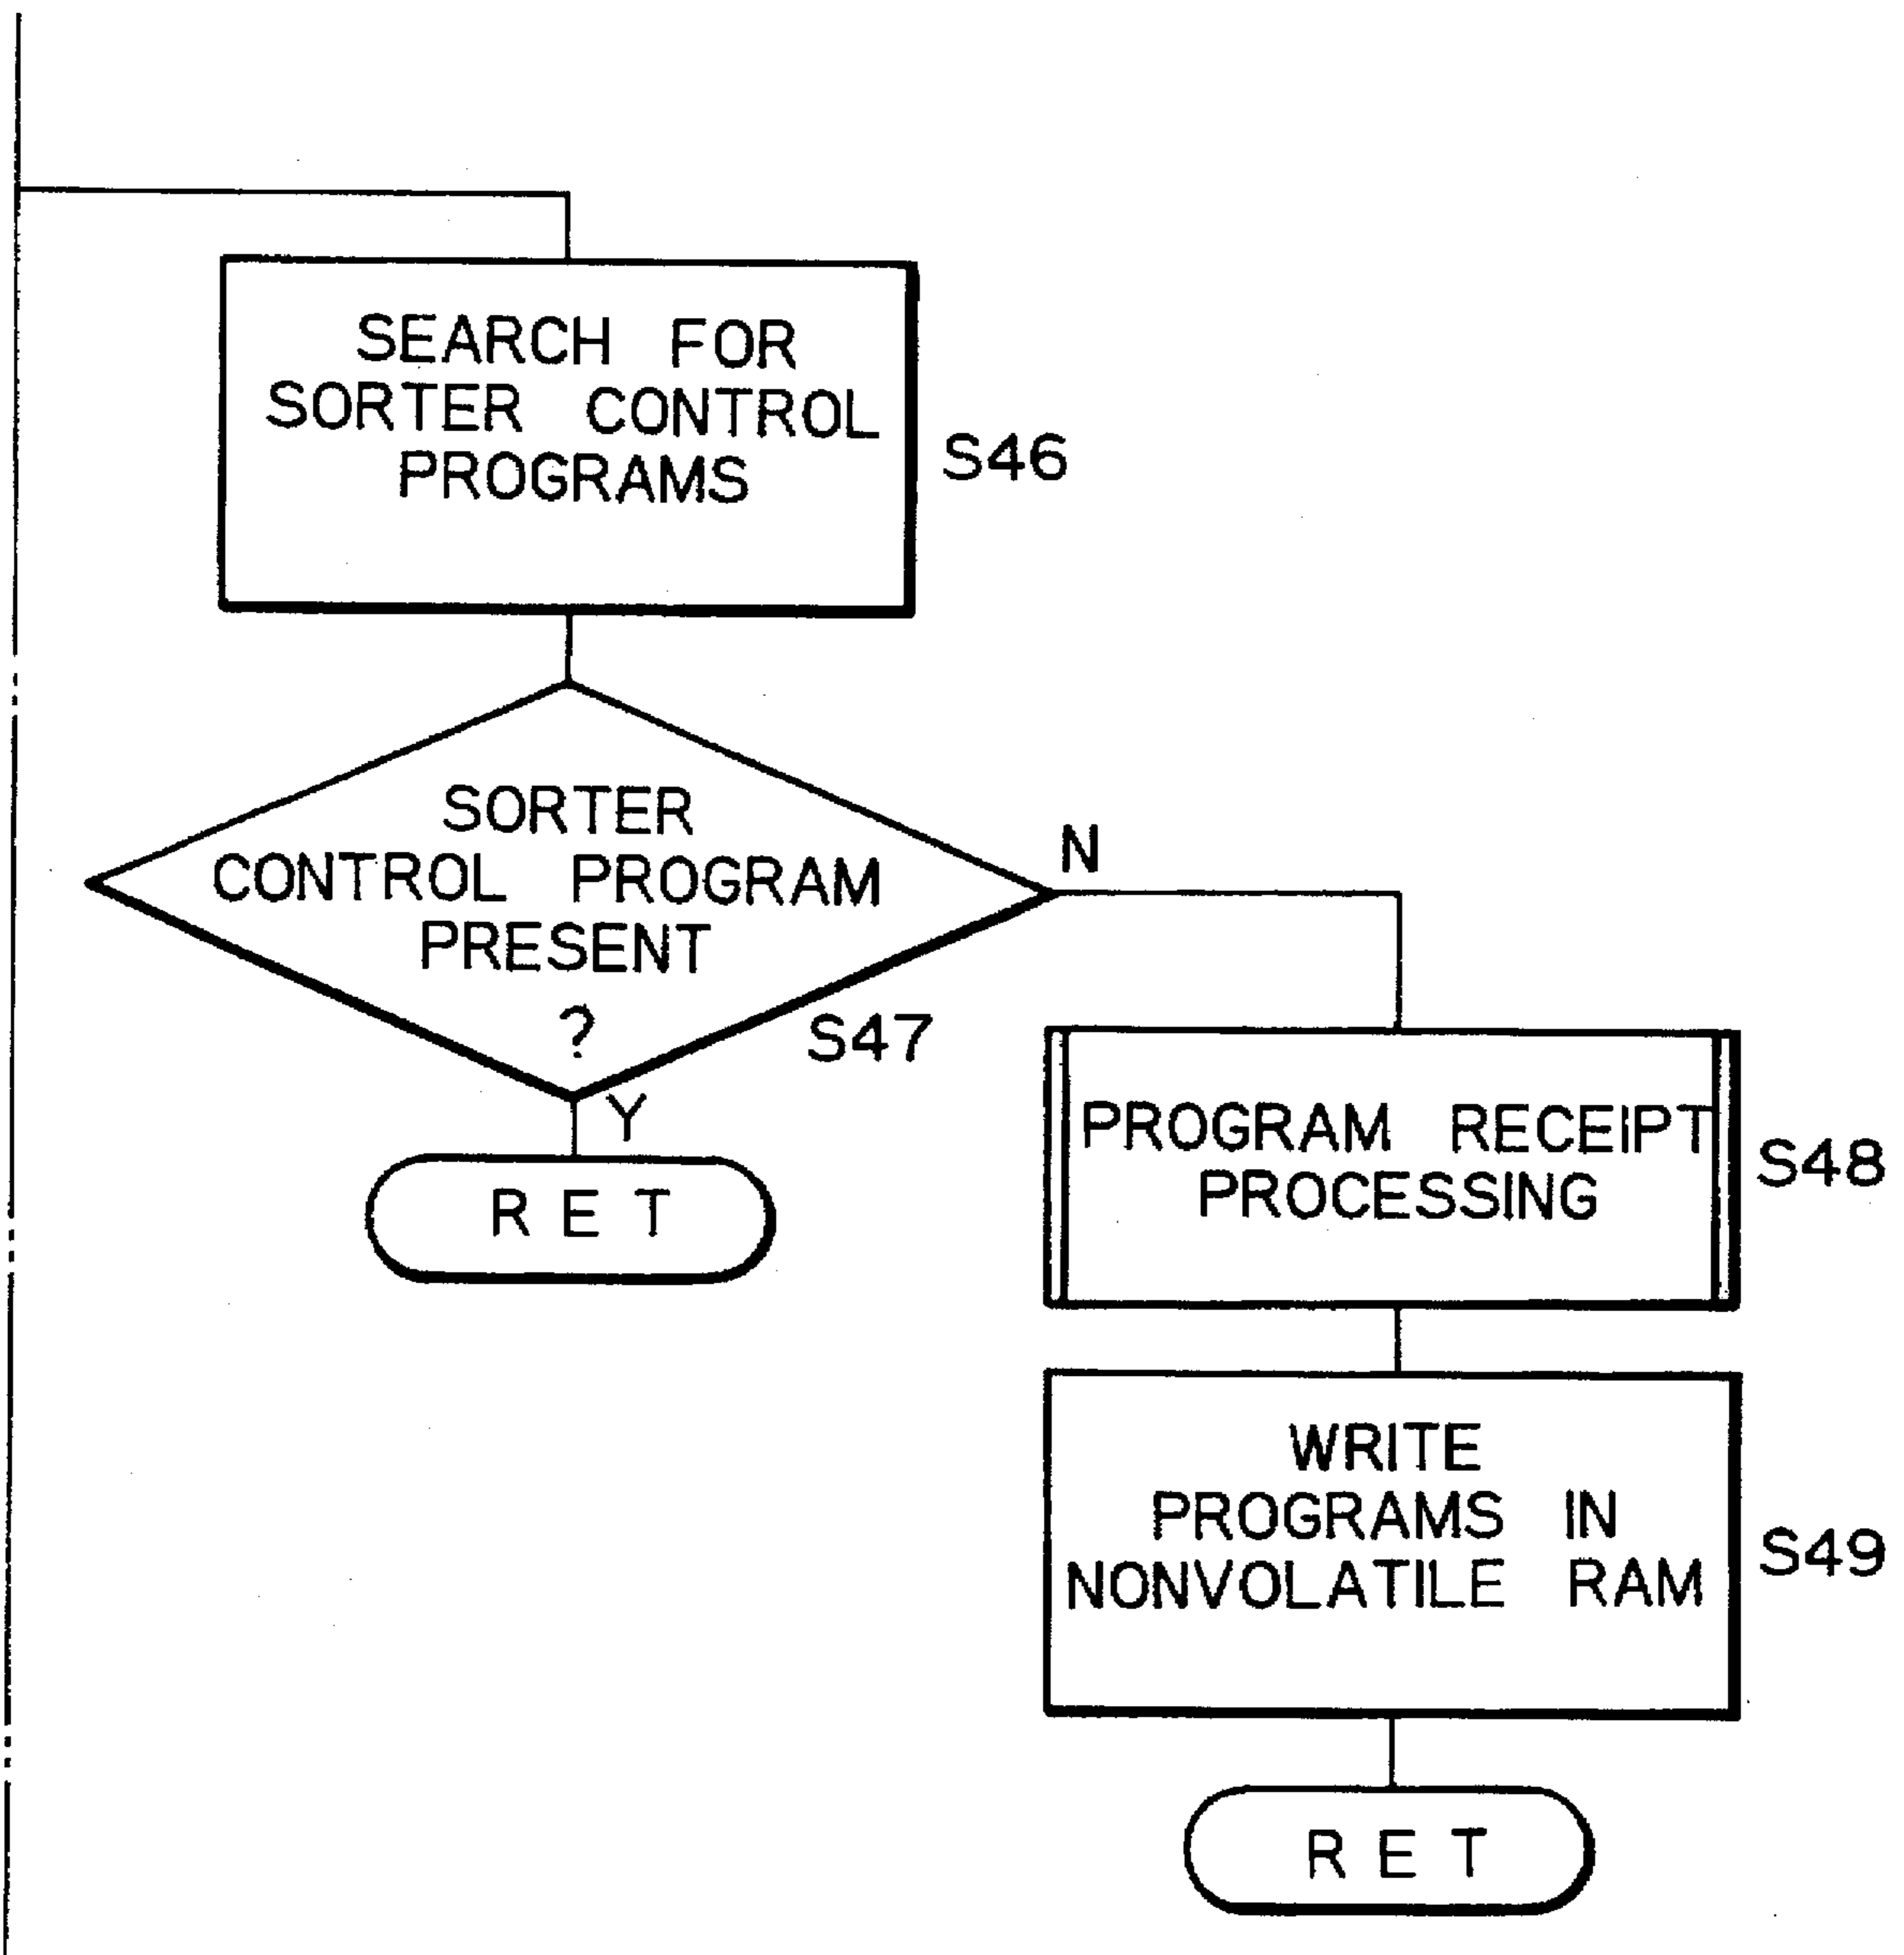 SEARCH FOR
SORTER CONTROL
PROGRAMS
S46
SORTER
CONTROL PROGRAM
PRESENT
?
S47
N
Y
RET
PROGRAM RECEIPT
PROCESSING
S48
WRITE
PROGRAMS IN
NONVOLATILE RAM
S49
RET